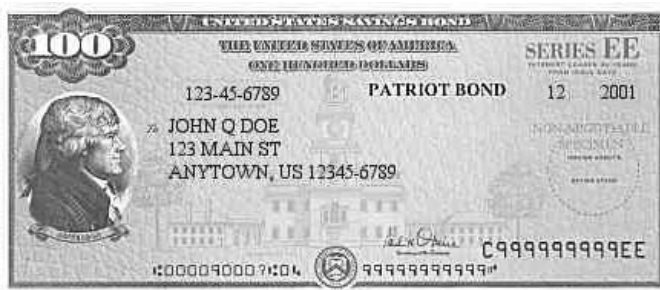 UNITED STATES SAVINGS BOND
100
THE UNITED STATES OF AMERICA
ONE HUNDRED DOLLARS
SERIES EE
123-45-6789
PATRIOT BOND
12 2001
To JOHN Q DOE
123 MAIN ST
ANYTOWN, US 12345-6789
NON-NEGOTIABLE
SPECIMEN
C999999999EE